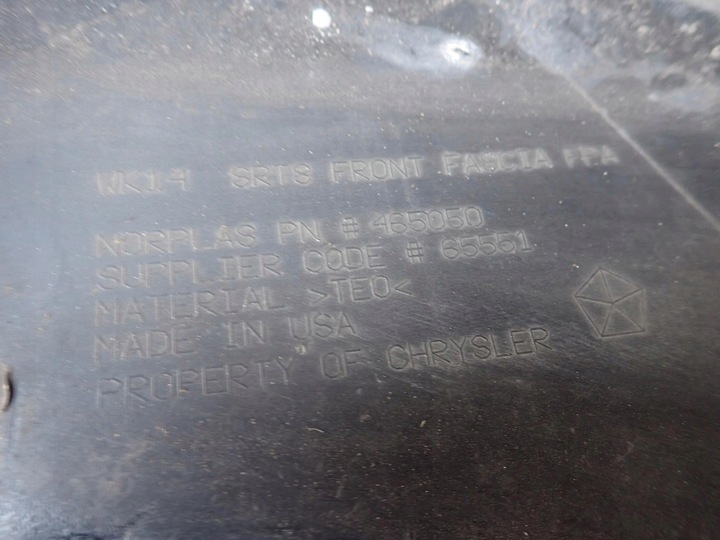 WK14 SRT8 FRONT FASCIA FPA
NORPLAS PN # 465050
SUPPLIER CODE # 65561
MATERIAL >TEO<
MADE IN USA
PROPERTY OF CHRYSLER